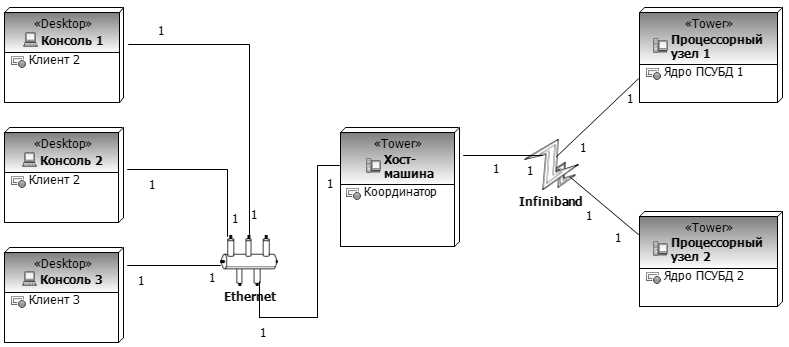 «Desktop»
Консоль 1
Клиент 2
1
«Desktop»
Консоль 2
Клиент 2
1
1
1
«Desktop»
Консоль 3
Клиент 3
1
1
Ethernet
1
«Tower»
Хост-
машина
Координатор
1
1
1
Infiniband
1
1
«Tower»
Процессорный
узел 1
Ядро ПСУБД 1
1
«Tower»
Процессорный
узел 2
Ядро ПСУБД 2
1